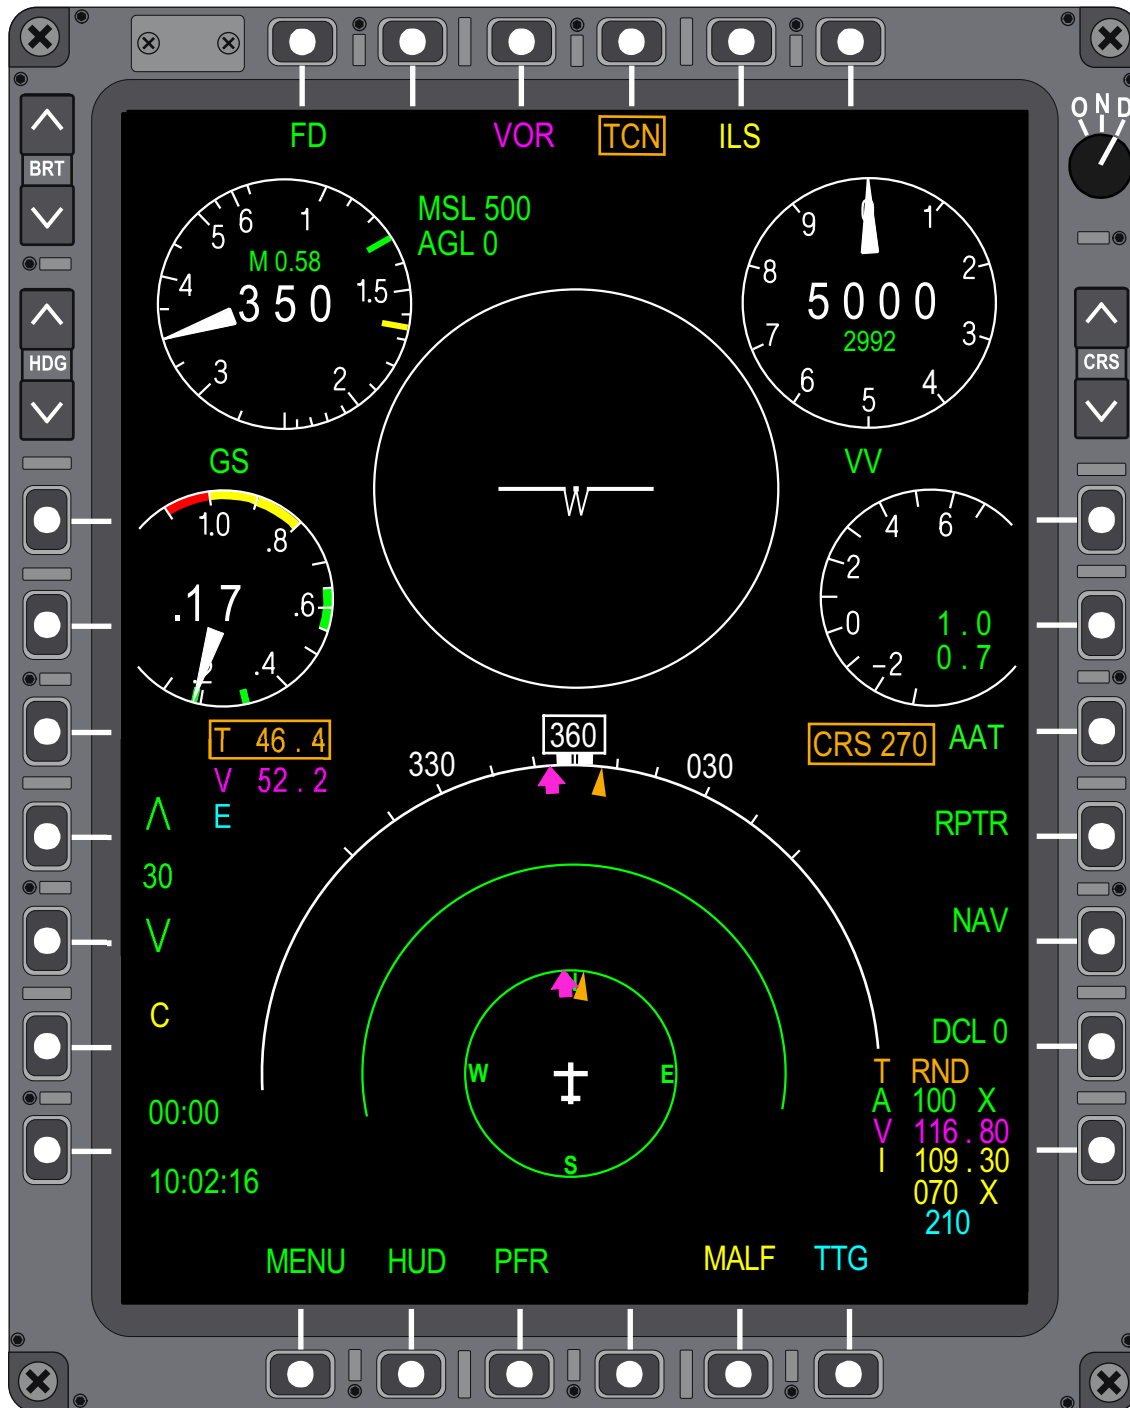 O N D
FD VOR TCN ILS
BRT
MSL 500
AGL 0
1 1.5 2 3 4 5 6
M 0.58
350
0 1 2 3 4 5 6 7 8 9
5000
2992
HDG
CRS
GS
VV
1.0 .8 .6 .4
.17
6 4 2 0 -2
1.0
0.7
T 46.4
V 52.2
E
360
330 030
CRS 270
AAT
RPTR
NAV
DCL 0
30
C
00:00
10:02:16
W E
S
T RND
A 100 X
V 116.80
I 109.30
070 X
210
MENU HUD PFR MALF TTG